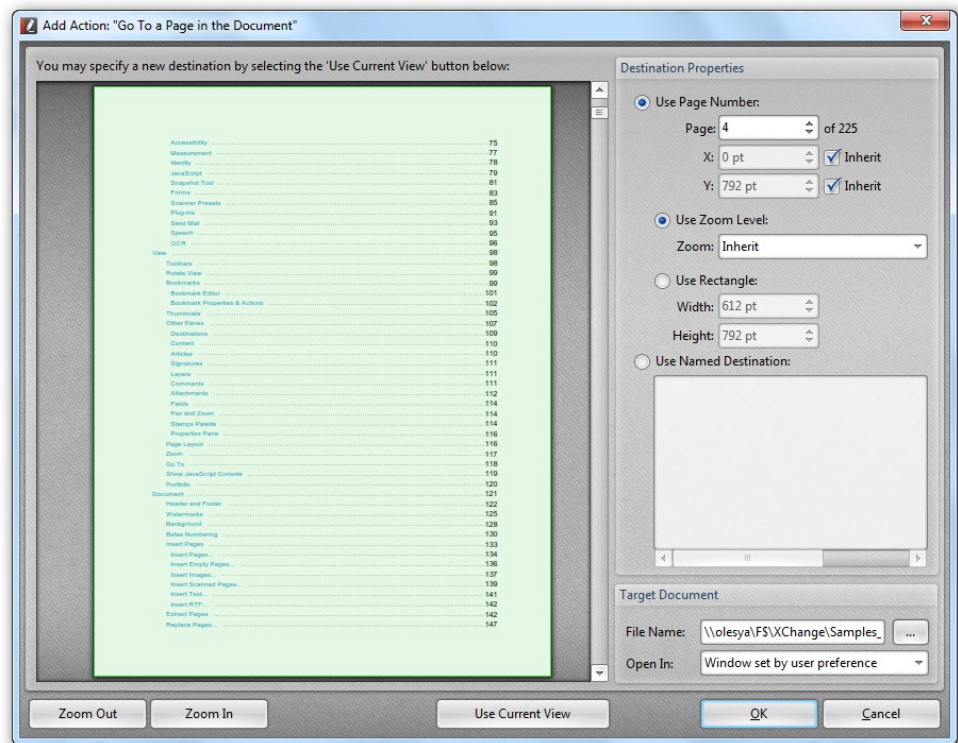 Add Action: "Go To a Page in the Document"
You may specify a new destination by selecting the 'Use Current View' button below:
Accessibility 75
Measurement 77
Identity 78
JavaScript 79
Snapshot Tool 81
Forms 83
Scanner Presets 85
Plug-ins 91
Send Mail 93
Speech 95
OCR 96
View 98
Toolbars 98
Rotate View 99
Bookmarks 99
Bookmark Editor 101
Bookmark Properties & Actions 102
Thumbnails 105
Other Panes 107
Destinations 109
Content 110
Articles 110
Signatures 111
Layers 111
Comments 111
Attachments 112
Fields 114
Pan and Zoom 114
Stamps Palette 114
Properties Pane 116
Page Layout 116
Zoom 117
Go To 118
Show JavaScript Console 119
Portfolio 120
Document 121
Header and Footer 122
Watermarks 125
Background 128
Bates Numbering 130
Insert Pages 133
Insert Pages... 134
Insert Empty Pages... 136
Insert Images... 137
Insert Scanned Pages... 139
Insert Text... 141
Insert RTF... 142
Extract Pages 142
Replace Pages... 147
Destination Properties
Use Page Number:
Page: 4 of 225
X: 0 pt Inherit
Y: 792 pt Inherit
Use Zoom Level:
Zoom: Inherit
Use Rectangle:
Width: 612 pt
Height: 792 pt
Use Named Destination:
Target Document
File Name: \\olesya\F$\XChange\Samples_ ...
Open In: Window set by user preference
Zoom Out Zoom In Use Current View OK Cancel